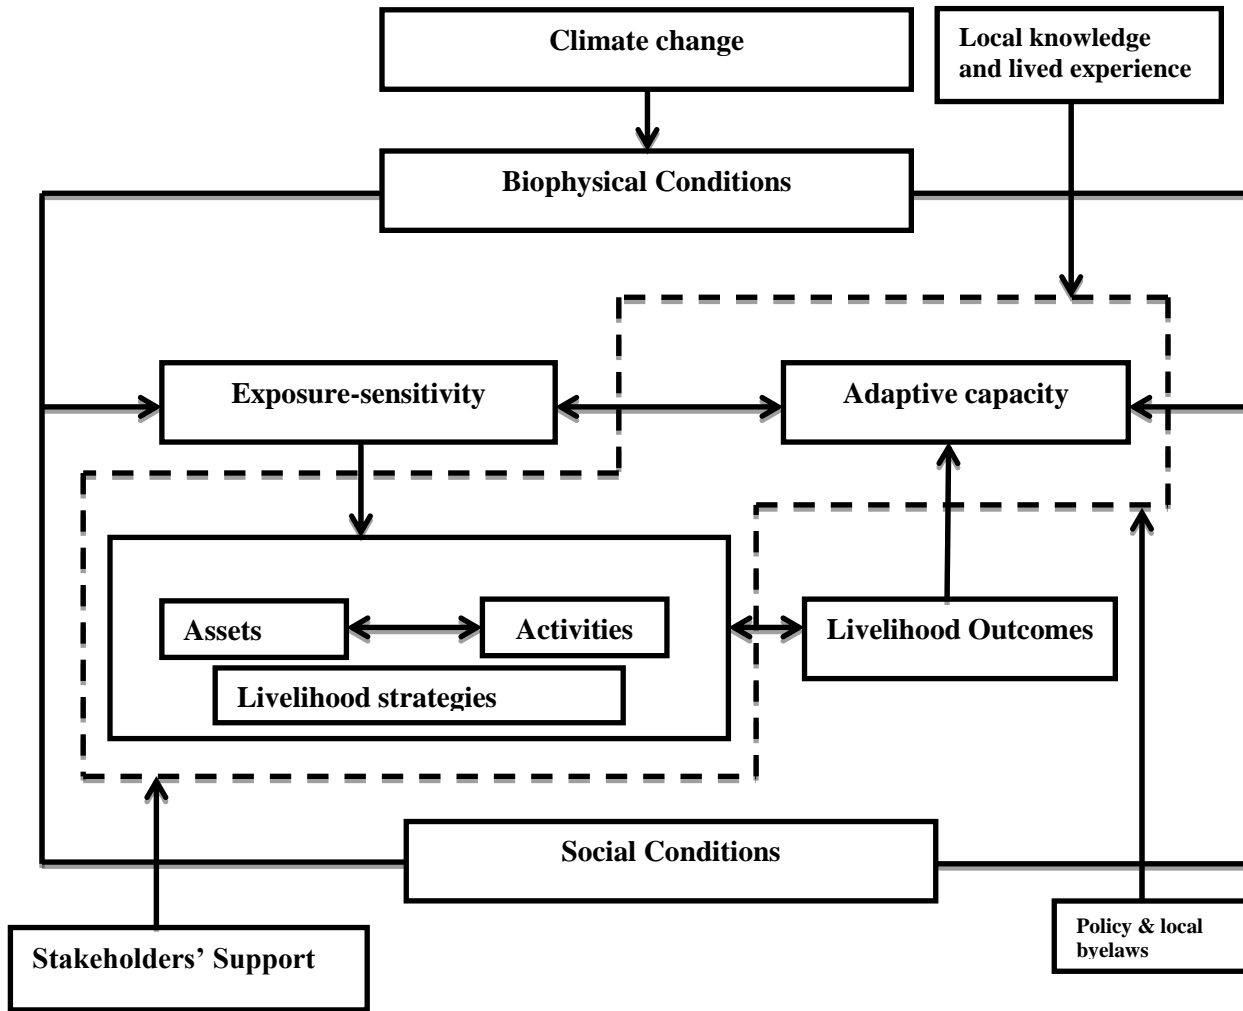 Climate change
Local knowledge
and lived experience
Biophysical Conditions
Exposure-sensitivity
Adaptive capacity
Assets
Activities
Livelihood Outcomes
Livelihood strategies
Social Conditions
Stakeholders’ Support
Policy & local
byelaws